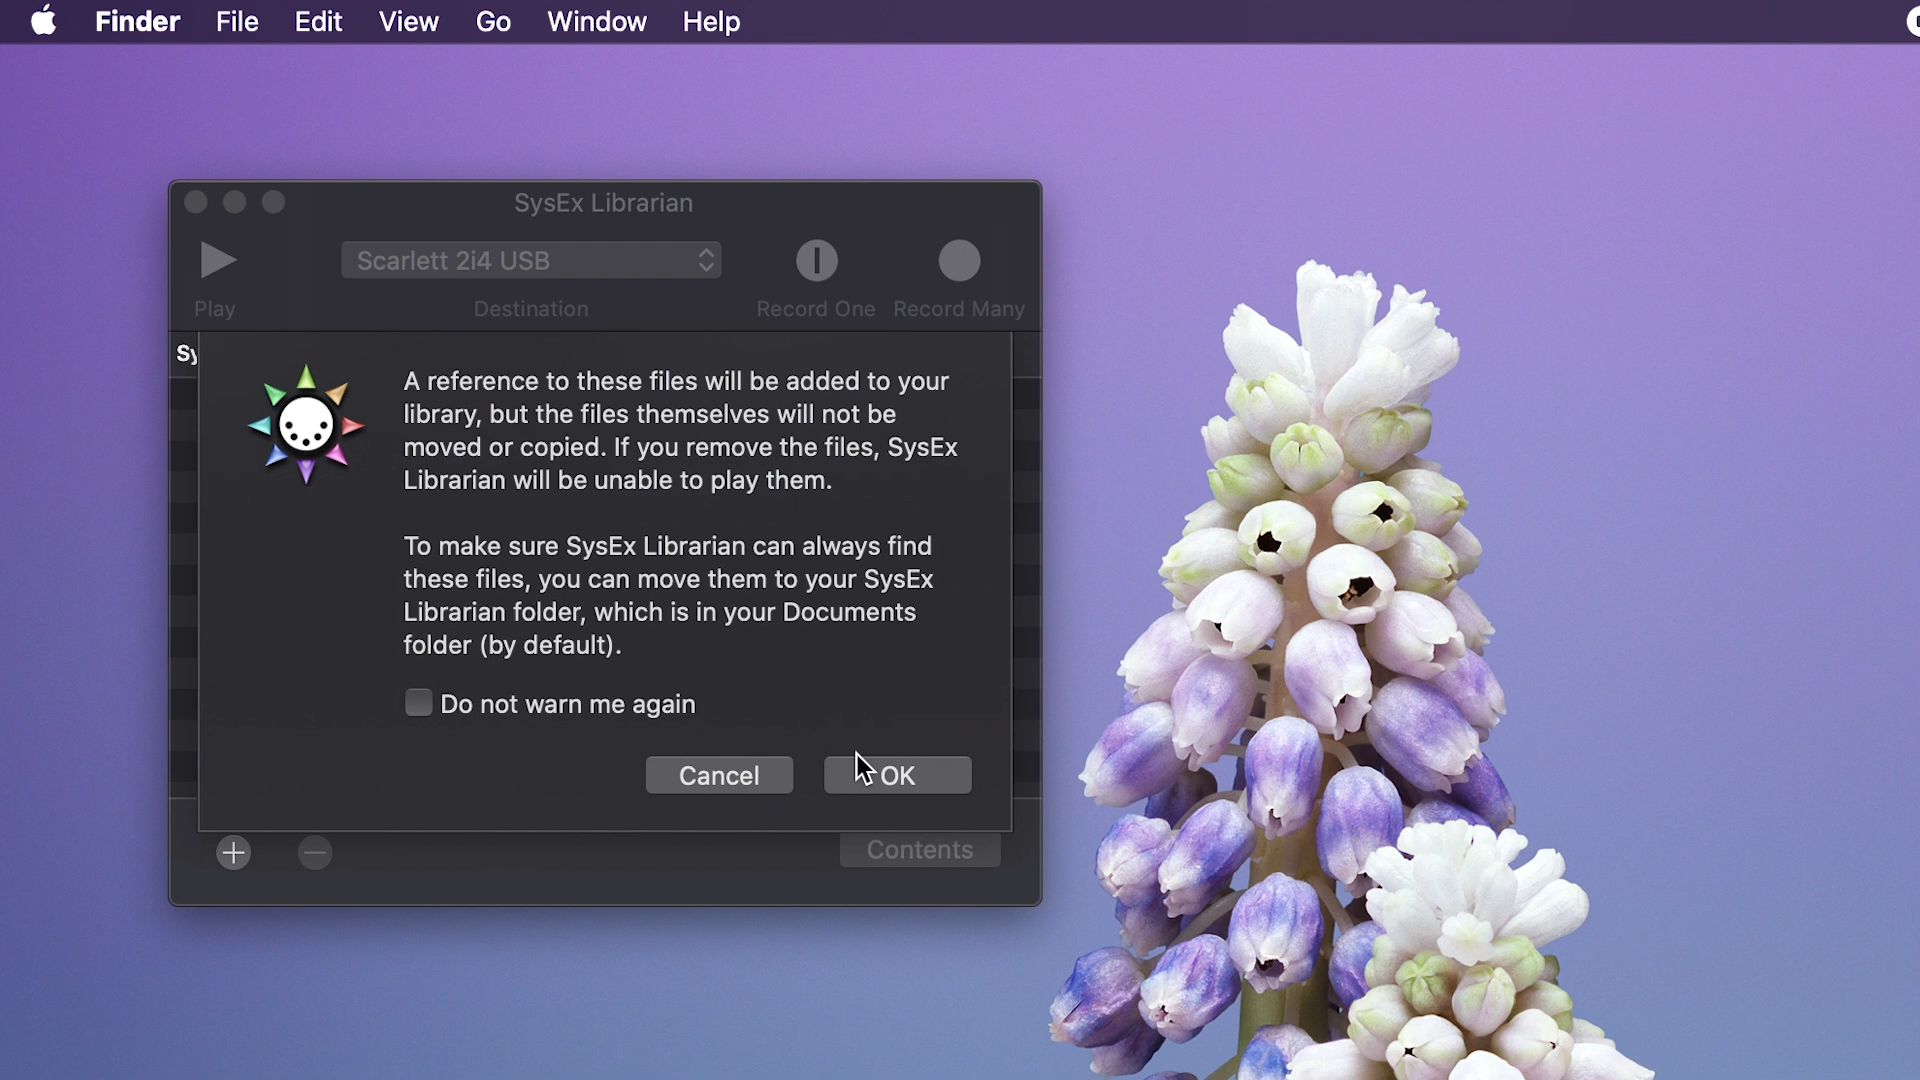 Finder File Edit View Go Window Help
SysEx Librarian
Scarlett 2i4 USB
Play Destination Record One Record Many
Sy
A reference to these files will be added to your
library, but the files themselves will not be
moved or copied. If you remove the files, SysEx
Librarian will be unable to play them.
To make sure SysEx Librarian can always find
these files, you can move them to your SysEx
Librarian folder, which is in your Documents
folder (by default).
Do not warn me again
Cancel OK
Contents